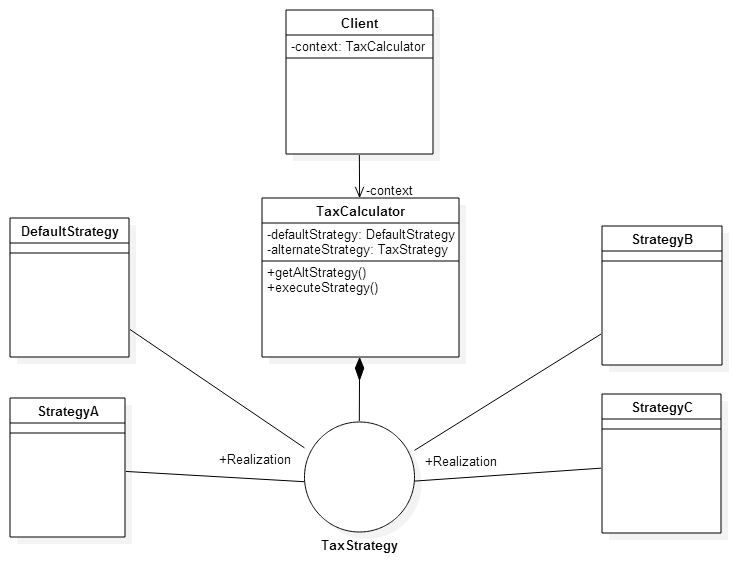 Client
-context: TaxCalculator
-context
TaxCalculator
-defaultStrategy: DefaultStrategy
-alternateStrategy: TaxStrategy
+getAltStrategy()
+executeStrategy()
DefaultStrategy
StrategyB
StrategyA
StrategyC
+Realization
+Realization
TaxStrategy